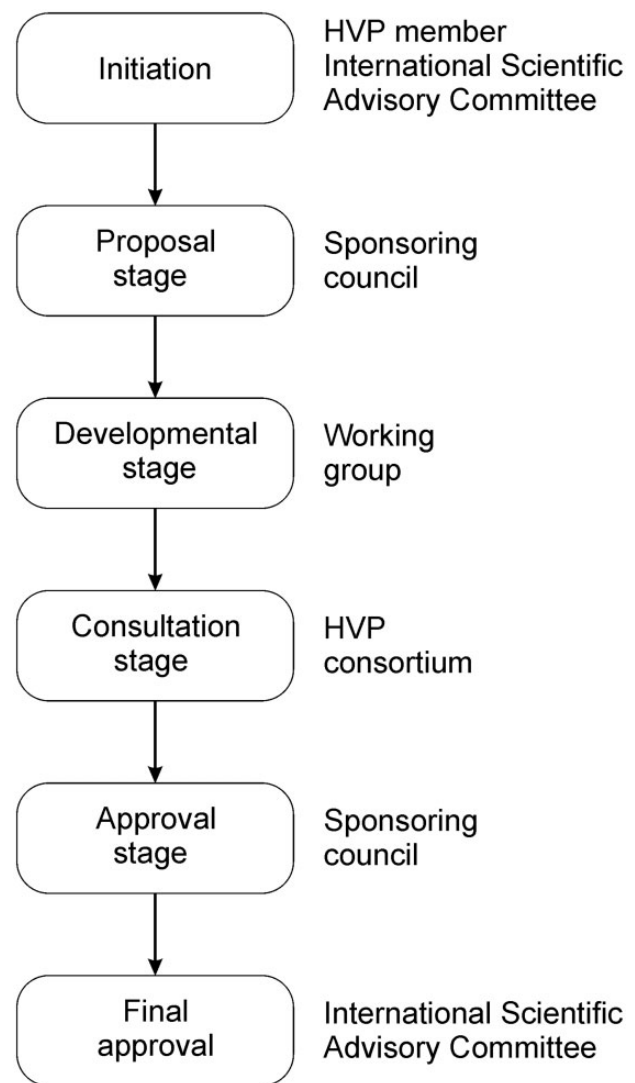 Initiation
HVP member
International Scientific
Advisory Committee
Proposal
stage
Sponsoring
council
Developmental
stage
Working
group
Consultation
stage
HVP
consortium
Approval
stage
Sponsoring
council
Final
approval
International Scientific
Advisory Committee